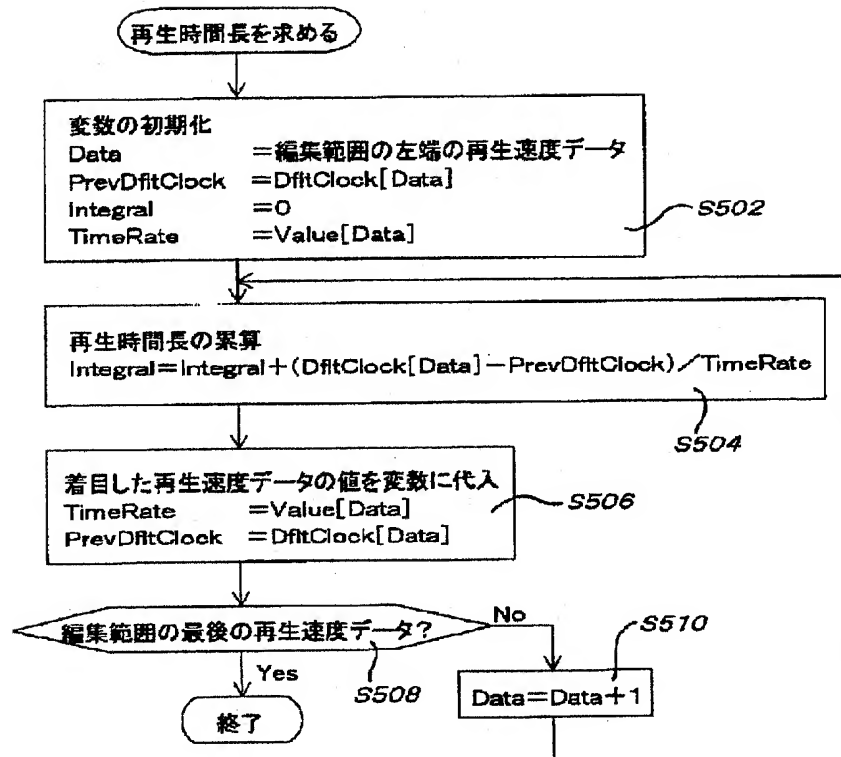 再生時間長を求める
変数の初期化
Data =編集範囲の左端の再生速度データ
PrevDfltClock =DfltClock[Data]
Integral =0
TimeRate =Value[Data]
S502
再生時間長の累算
Integral=Integral+(DfltClock[Data]-PrevDfltClock)/TimeRate
S504
着目した再生速度データの値を変数に代入
TimeRate =Value[Data]
PrevDfltClock =DfltClock[Data]
S506
編集範囲の最後の再生速度データ?
No
S508
Yes
S510
Data=Data+1
終了